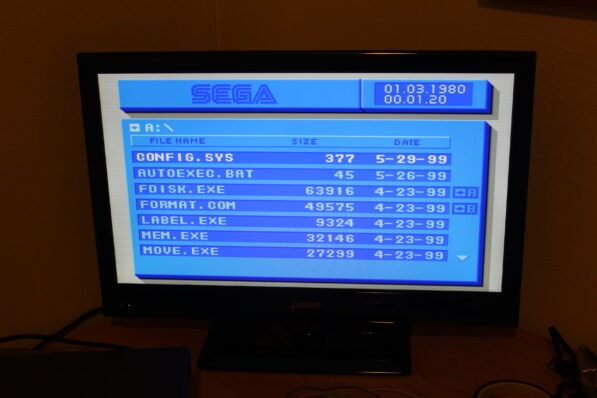 SEGA
01.03.1980
00.01.20
A:\
FILE NAME SIZE DATE
CONFIG.SYS 377 5-29-99
AUTOEXEC.BAT 45 5-26-99
FDISK.EXE 63916 4-23-99 A
FORMAT.COM 49575 4-23-99 B
LABEL.EXE 9324 4-23-99
MEM.EXE 32146 4-23-99
MOVE.EXE 27299 4-23-99